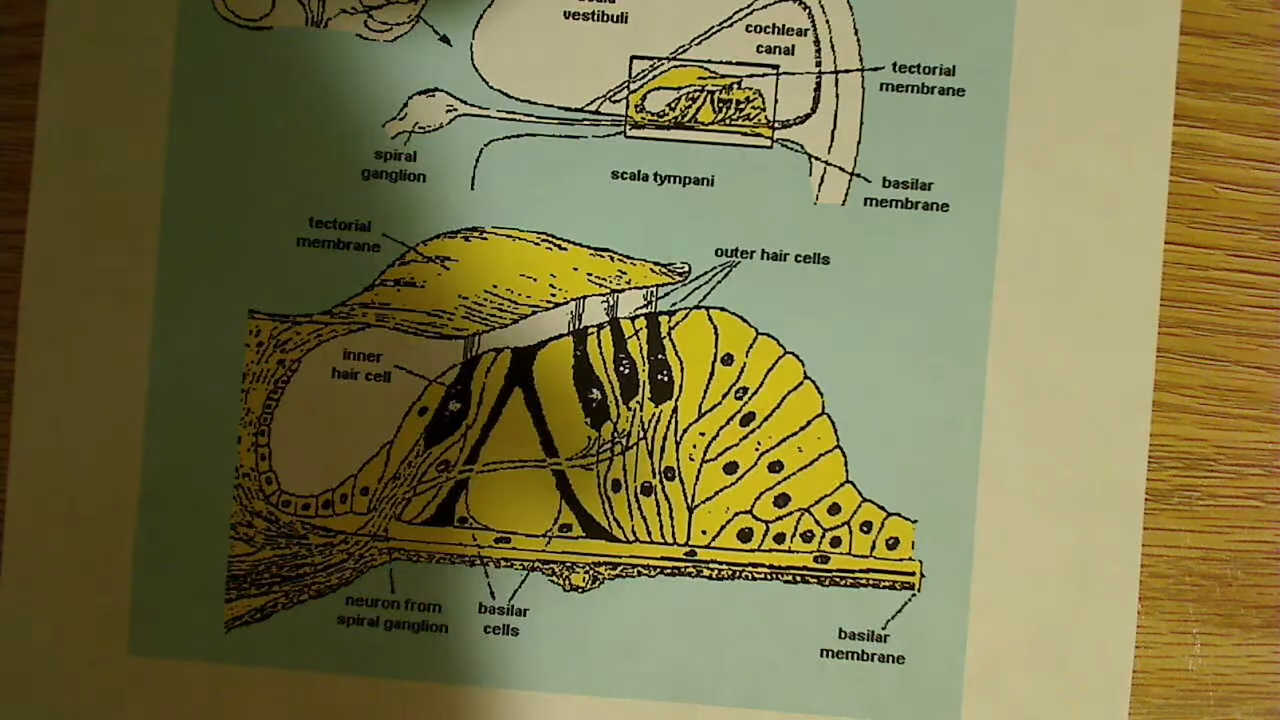 vestibuli
cochlear
canal
tectorial
membrane
spiral
ganglion
scala tympani
basilar
membrane
tectorial
membrane
outer hair cells
inner
hair cell
neuron from
spiral ganglion
basilar
cells
basilar
membrane